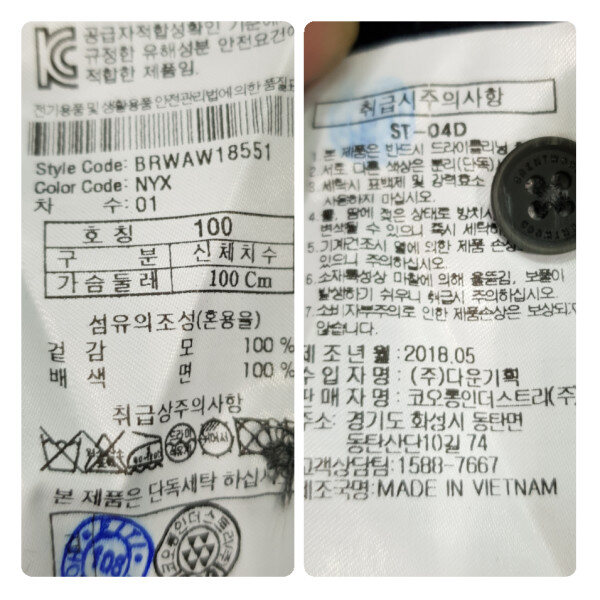 공급자적합성확인 기준에
규정한 유해성분 안전요건에
적합한 제품임.
전기용품 및 생활용품 안전관리법에 의한 품질표
Style Code: BRWAW18551
Color Code: NYX
차 수: 01
호 칭 100
구 분 신체치수
가슴둘레 100 Cm
섬유의조성(혼용율)
겉 감 모 100 %
배 색 면 100 %
취급상주의사항
드라이
본 제품은 단독세탁 하십시
108
취급시주의사항
ST-04D
1. 본 제품은 반드시 드라이클리닝
2. 서로 다른 색상은 분리(단독)
3. 세탁시 표백제 및 강력효소
사용하지 마십시오.
4. 물, 땀에 젖은 상태로 방치시
변색될 수 있으니 즉시 세탁하
5. 기계건조시 열에 의한 제품 손상
있으니 주의하십시오.
6. 소재특성상 마찰에 의해 올뜯김, 보풀이
발생하기 쉬우니 취급시 주의하십시오.
7. 소비자부주의로 인한 제품손상은 보상되지
않습니다.
제 조 년 월 : 2018.05
수 입 자 명 : (주)다운기획
판 매 자 명 : 코오롱인더스트리(주
주소: 경기도 화성시 동탄면
동탄산단10길 74
고객상담팀: 1588-7667
제조국명: MADE IN VIETNAM